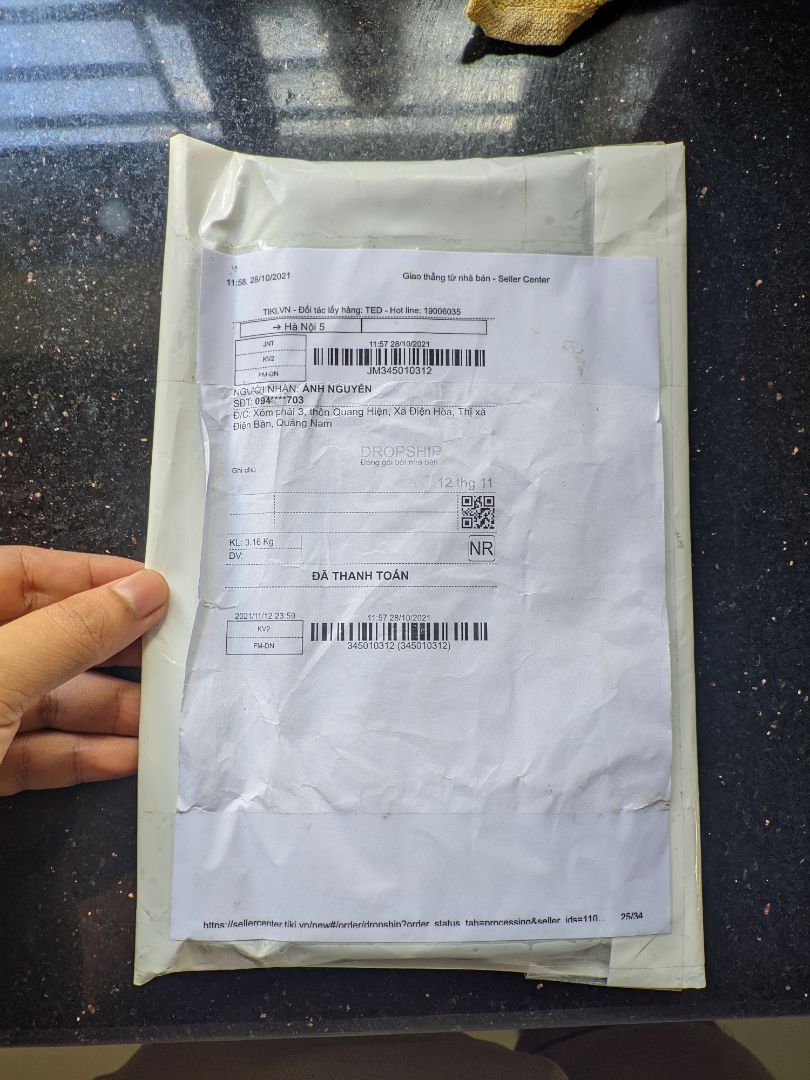 11:58, 28/10/2021 Giao thẳng từ nhà bán - Seller Center
TIKI.VN - Đối tác lấy hàng: TED - Hot line: 19006035
→ Hà Nội 5
JNT
KV2
FM-DN
11:57 28/10/2021
JM345010312
NGƯỜI NHẬN: ÁNH NGUYÊN
SĐT: 094****703
Đ/C: Xóm phái 3, thôn Quang Hiện, Xã Điện Hòa, Thị xã
Điện Bàn, Quảng Nam
DROPSHIP
Đóng gói bởi nhà bán
Ghi chú
12 thg 11
KL: 3.16 Kg
DV:
NR
ĐÃ THANH TOÁN
2021/11/12 23:59
KV2
FM-DN
11:57 28/10/2021
345010312 (345010312)
https://sellercenter.tiki.vn/new#/order/dropship?order_status_tab=processing&seller_ids=110... 25/34